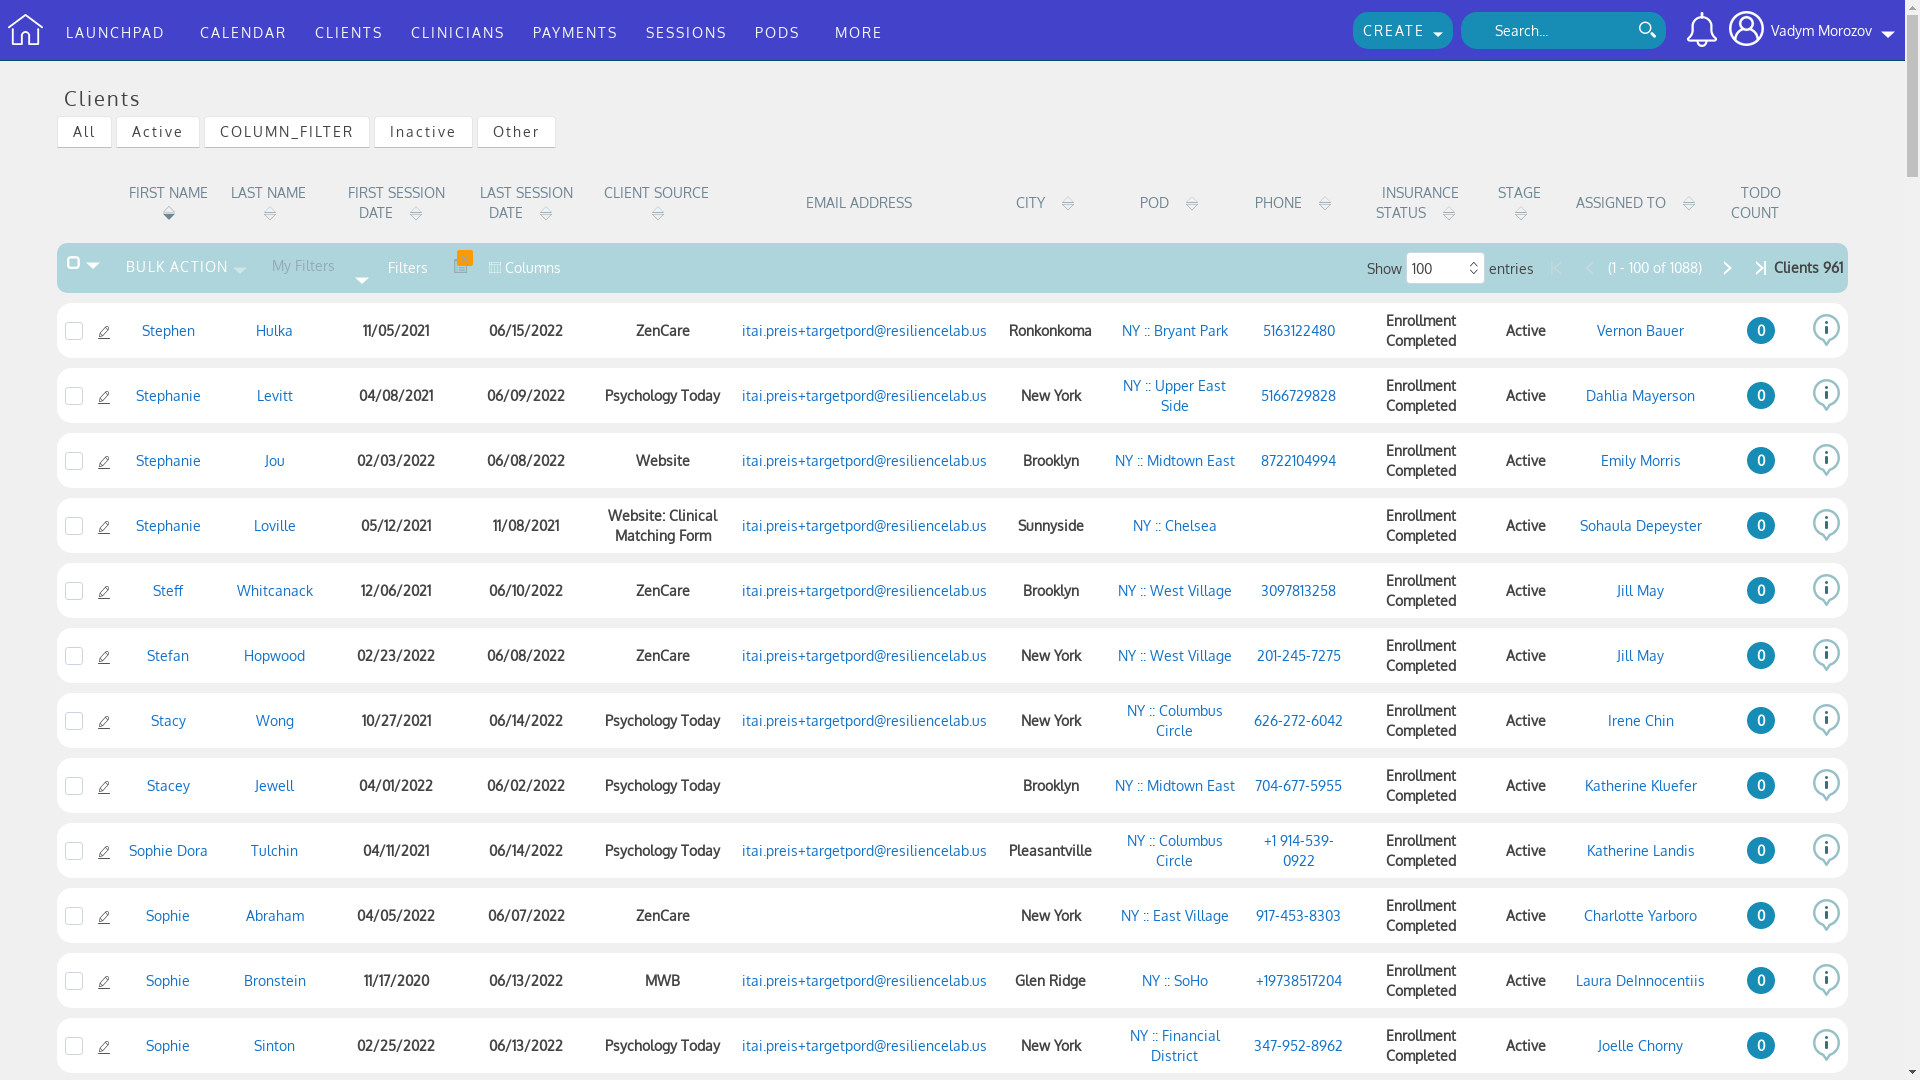 LAUNCHPAD CALENDAR CLIENTS CLINICIANS PAYMENTS SESSIONS PODS MORE CREATE Search... Vadym Morozov
Clients
All Active COLUMN_FILTER Inactive Other
FIRST NAME LAST NAME FIRST SESSION DATE LAST SESSION DATE CLIENT SOURCE EMAIL ADDRESS CITY POD PHONE INSURANCE STATUS STAGE ASSIGNED TO TODO COUNT
BULK ACTION My Filters Filters Columns Show 100 entries (1 - 100 of 1088) Clients 961
Stephen Hulka 11/05/2021 06/15/2022 ZenCare itai.preis+targetpord@resiliencelab.us Ronkonkoma NY :: Bryant Park 5163122480 Enrollment Completed Active Vernon Bauer 0
Stephanie Levitt 04/08/2021 06/09/2022 Psychology Today itai.preis+targetpord@resiliencelab.us New York NY :: Upper East Side 5166729828 Enrollment Completed Active Dahlia Mayerson 0
Stephanie Jou 02/03/2022 06/08/2022 Website itai.preis+targetpord@resiliencelab.us Brooklyn NY :: Midtown East 8722104994 Enrollment Completed Active Emily Morris 0
Stephanie Loville 05/12/2021 11/08/2021 Website: Clinical Matching Form itai.preis+targetpord@resiliencelab.us Sunnyside NY :: Chelsea Enrollment Completed Active Sohaula Depeyster 0
Steff Whitcanack 12/06/2021 06/10/2022 ZenCare itai.preis+targetpord@resiliencelab.us Brooklyn NY :: West Village 3097813258 Enrollment Completed Active Jill May 0
Stefan Hopwood 02/23/2022 06/08/2022 ZenCare itai.preis+targetpord@resiliencelab.us New York NY :: West Village 201-245-7275 Enrollment Completed Active Jill May 0
Stacy Wong 10/27/2021 06/14/2022 Psychology Today itai.preis+targetpord@resiliencelab.us New York NY :: Columbus Circle 626-272-6042 Enrollment Completed Active Irene Chin 0
Stacey Jewell 04/01/2022 06/02/2022 Psychology Today Brooklyn NY :: Midtown East 704-677-5955 Enrollment Completed Active Katherine Kluefer 0
Sophie Dora Tulchin 04/11/2021 06/14/2022 Psychology Today itai.preis+targetpord@resiliencelab.us Pleasantville NY :: Columbus Circle +1 914-539-0922 Enrollment Completed Active Katherine Landis 0
Sophie Abraham 04/05/2022 06/07/2022 ZenCare New York NY :: East Village 917-453-8303 Enrollment Completed Active Charlotte Yarboro 0
Sophie Bronstein 11/17/2020 06/13/2022 MWB itai.preis+targetpord@resiliencelab.us Glen Ridge NY :: SoHo +19738517204 Enrollment Completed Active Laura DeInnocentiis 0
Sophie Sinton 02/25/2022 06/13/2022 Psychology Today itai.preis+targetpord@resiliencelab.us New York NY :: Financial District 347-952-8962 Enrollment Completed Active Joelle Chorny 0